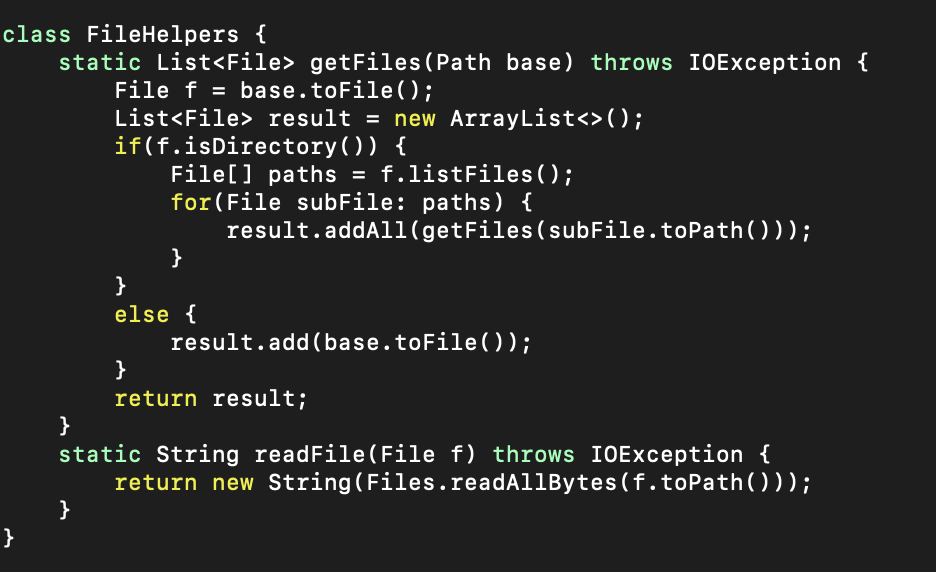 class FileHelpers {
    static List<File> getFiles(Path base) throws IOException {
        File f = base.toFile();
        List<File> result = new ArrayList<>();
        if(f.isDirectory()) {
            File[] paths = f.listFiles();
            for(File subFile: paths) {
                result.addAll(getFiles(subFile.toPath()));
            }
        }
        else {
            result.add(base.toFile());
        }
        return result;
    }
    static String readFile(File f) throws IOException {
        return new String(Files.readAllBytes(f.toPath()));
    }
}